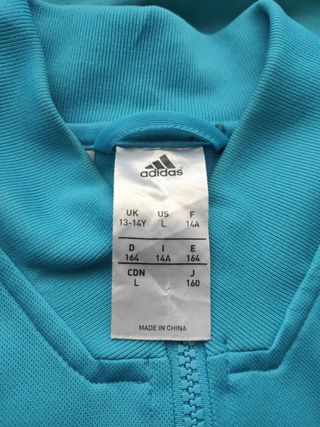 adidas
UK US F
13-14Y L 14A
D I E
164 14A 164
CDN J
L 160
MADE IN CHINA